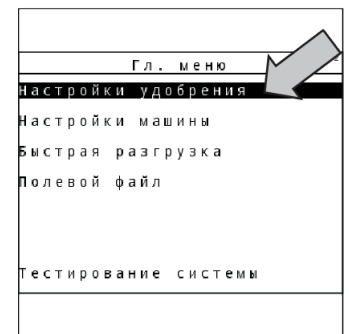 Гл. меню
Настройки удобрения
Настройки машины
Быстрая разгрузка
Полевой файл
Тестирование системы